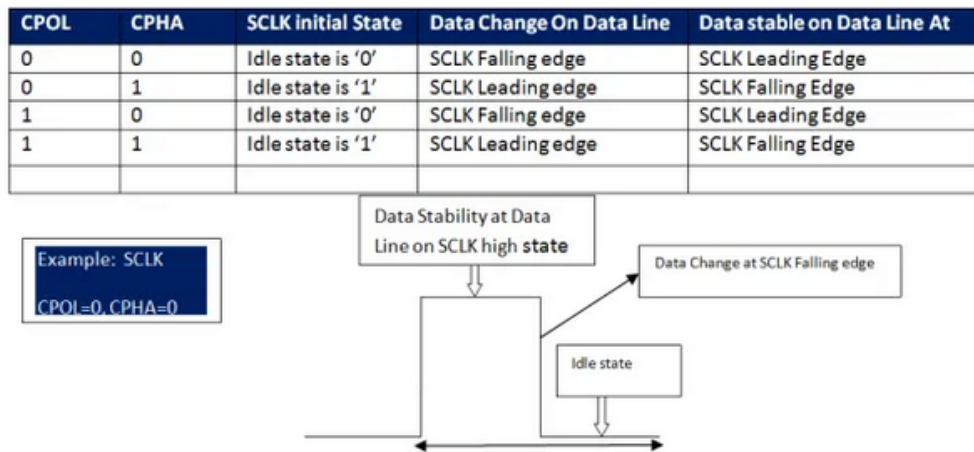 CPOL CPHA SCLK initial State Data Change On Data Line Data stable on Data Line At
0 0 Idle state is ‘0’ SCLK Falling edge SCLK Leading Edge
0 1 Idle state is ‘1’ SCLK Leading edge SCLK Falling Edge
1 0 Idle state is ‘0’ SCLK Falling edge SCLK Leading Edge
1 1 Idle state is ‘1’ SCLK Leading edge SCLK Falling Edge
Data Stability at Data
Line on SCLK high state
Example: SCLK
CPOL=0, CPHA=0
Data Change at SCLK Falling edge
Idle state